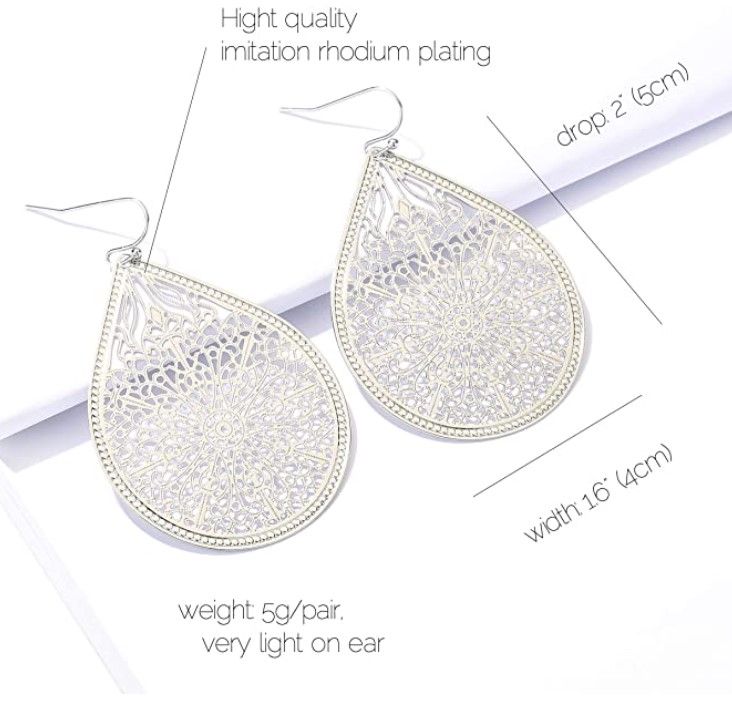 Hight quality
imitation rhodium plating
drop: 2" (5cm)
width: 1.6" (4cm)
weight: 5g/pair,
very light on ear